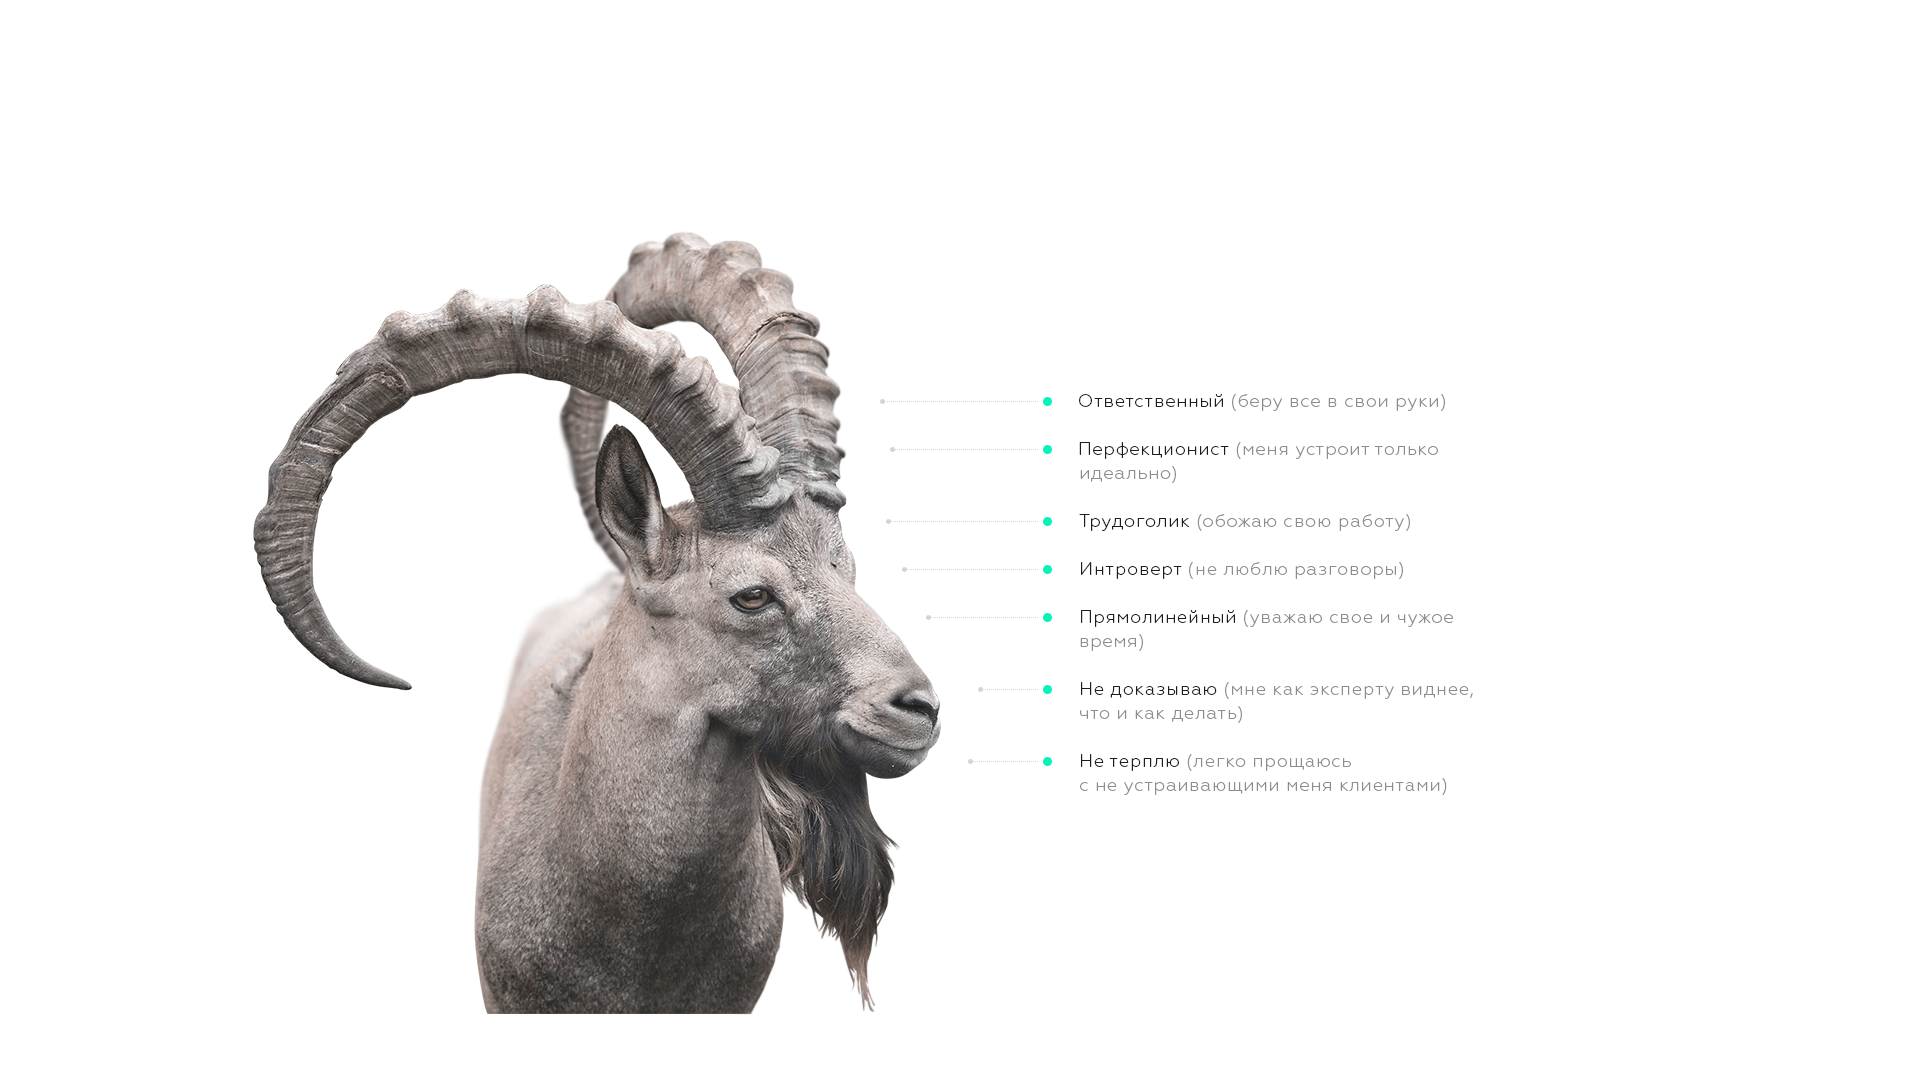 Ответственный (беру все в свои руки)
Перфекционист (меня устроит только
идеально)
Трудоголик (обожаю свою работу)
Интроверт (не люблю разговоры)
Прямолинейный (уважаю свое и чужое
время)
Не доказываю (мне как эксперту виднее,
что и как делать)
Не терплю (легко прощаюсь
с не устраивающими меня клиентами)